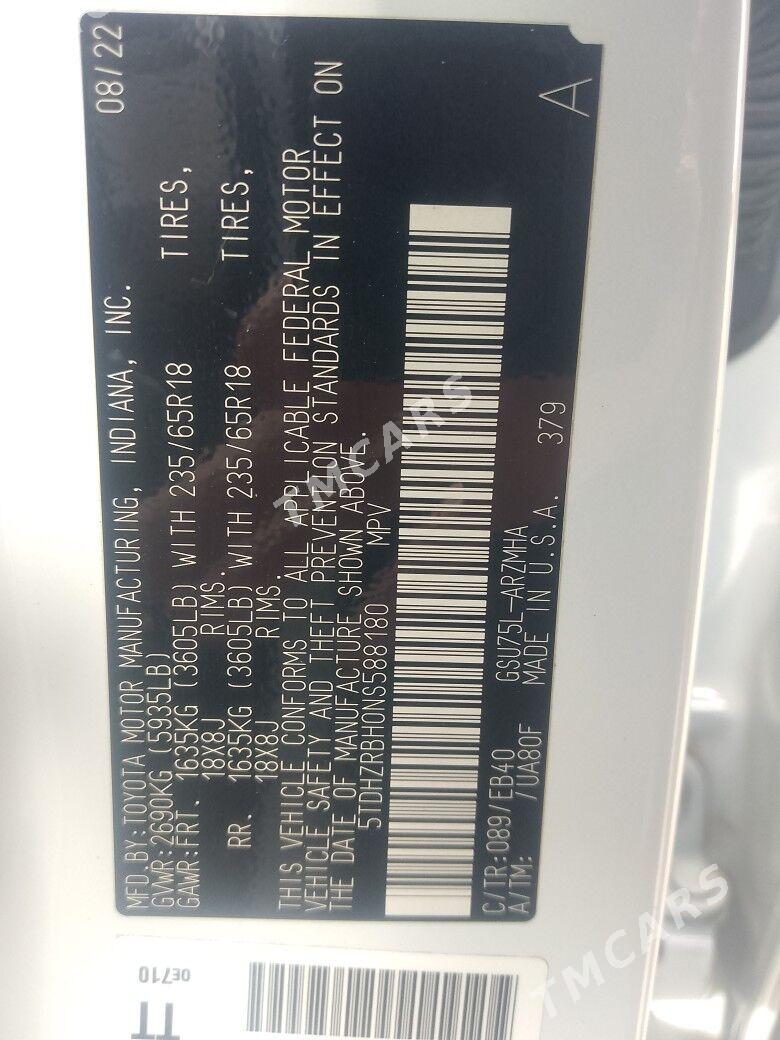 MFD.BY:TOYOTA MOTOR MANUFACTURING, INDIANA, INC. 08/22
GVWR:2690KG (5935LB)
GAWR:FRT. 1635KG (3605LB) WITH 235/65R18 TIRES,
18X8J RIMS.
RR. 1635KG (3605LB) WITH 235/65R18 TIRES,
18X8J RIMS.
THIS VEHICLE CONFORMS TO ALL APPLICABLE FEDERAL MOTOR
VEHICLE SAFETY AND THEFT PREVENTION STANDARDS IN EFFECT ON
THE DATE OF MANUFACTURE SHOWN ABOVE.
5TDHZRBH0NS588180 MPV
C/TR:089/EB40 GSU75L-ARZMHA 379 A
A/TM: /UA80F MADE IN U.S.A.
0E710
TT
TMCARS
TMCARS